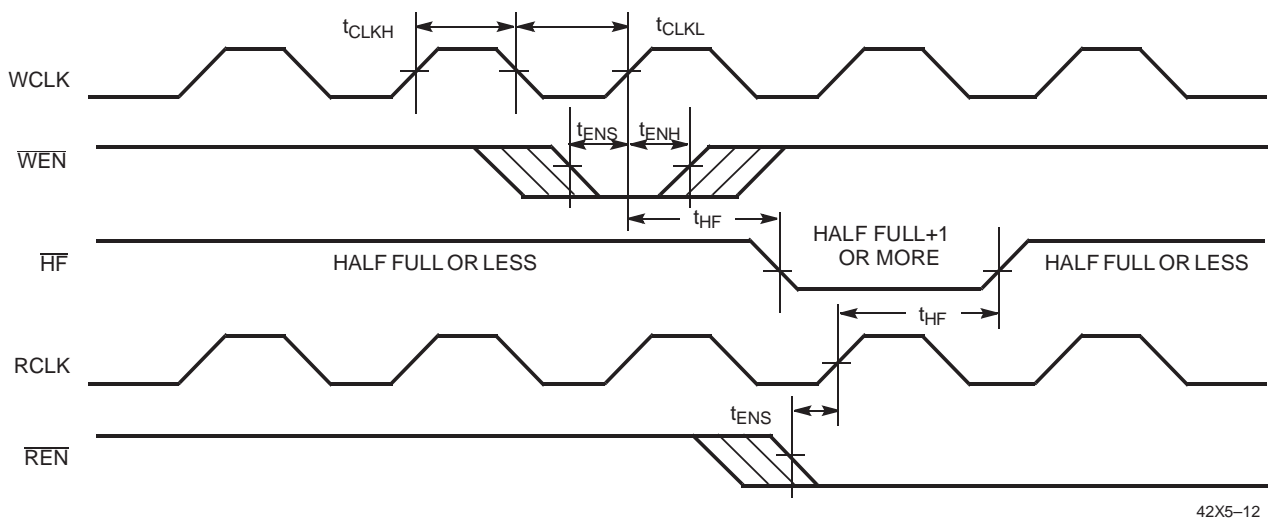 tCLKH
tCLKL
WCLK
tENS
tENH
WEN
tHF
HALF FULL+1
OR MORE
HF
HALF FULL OR LESS
HALF FULL OR LESS
tHF
RCLK
tENS
REN
42X5–12